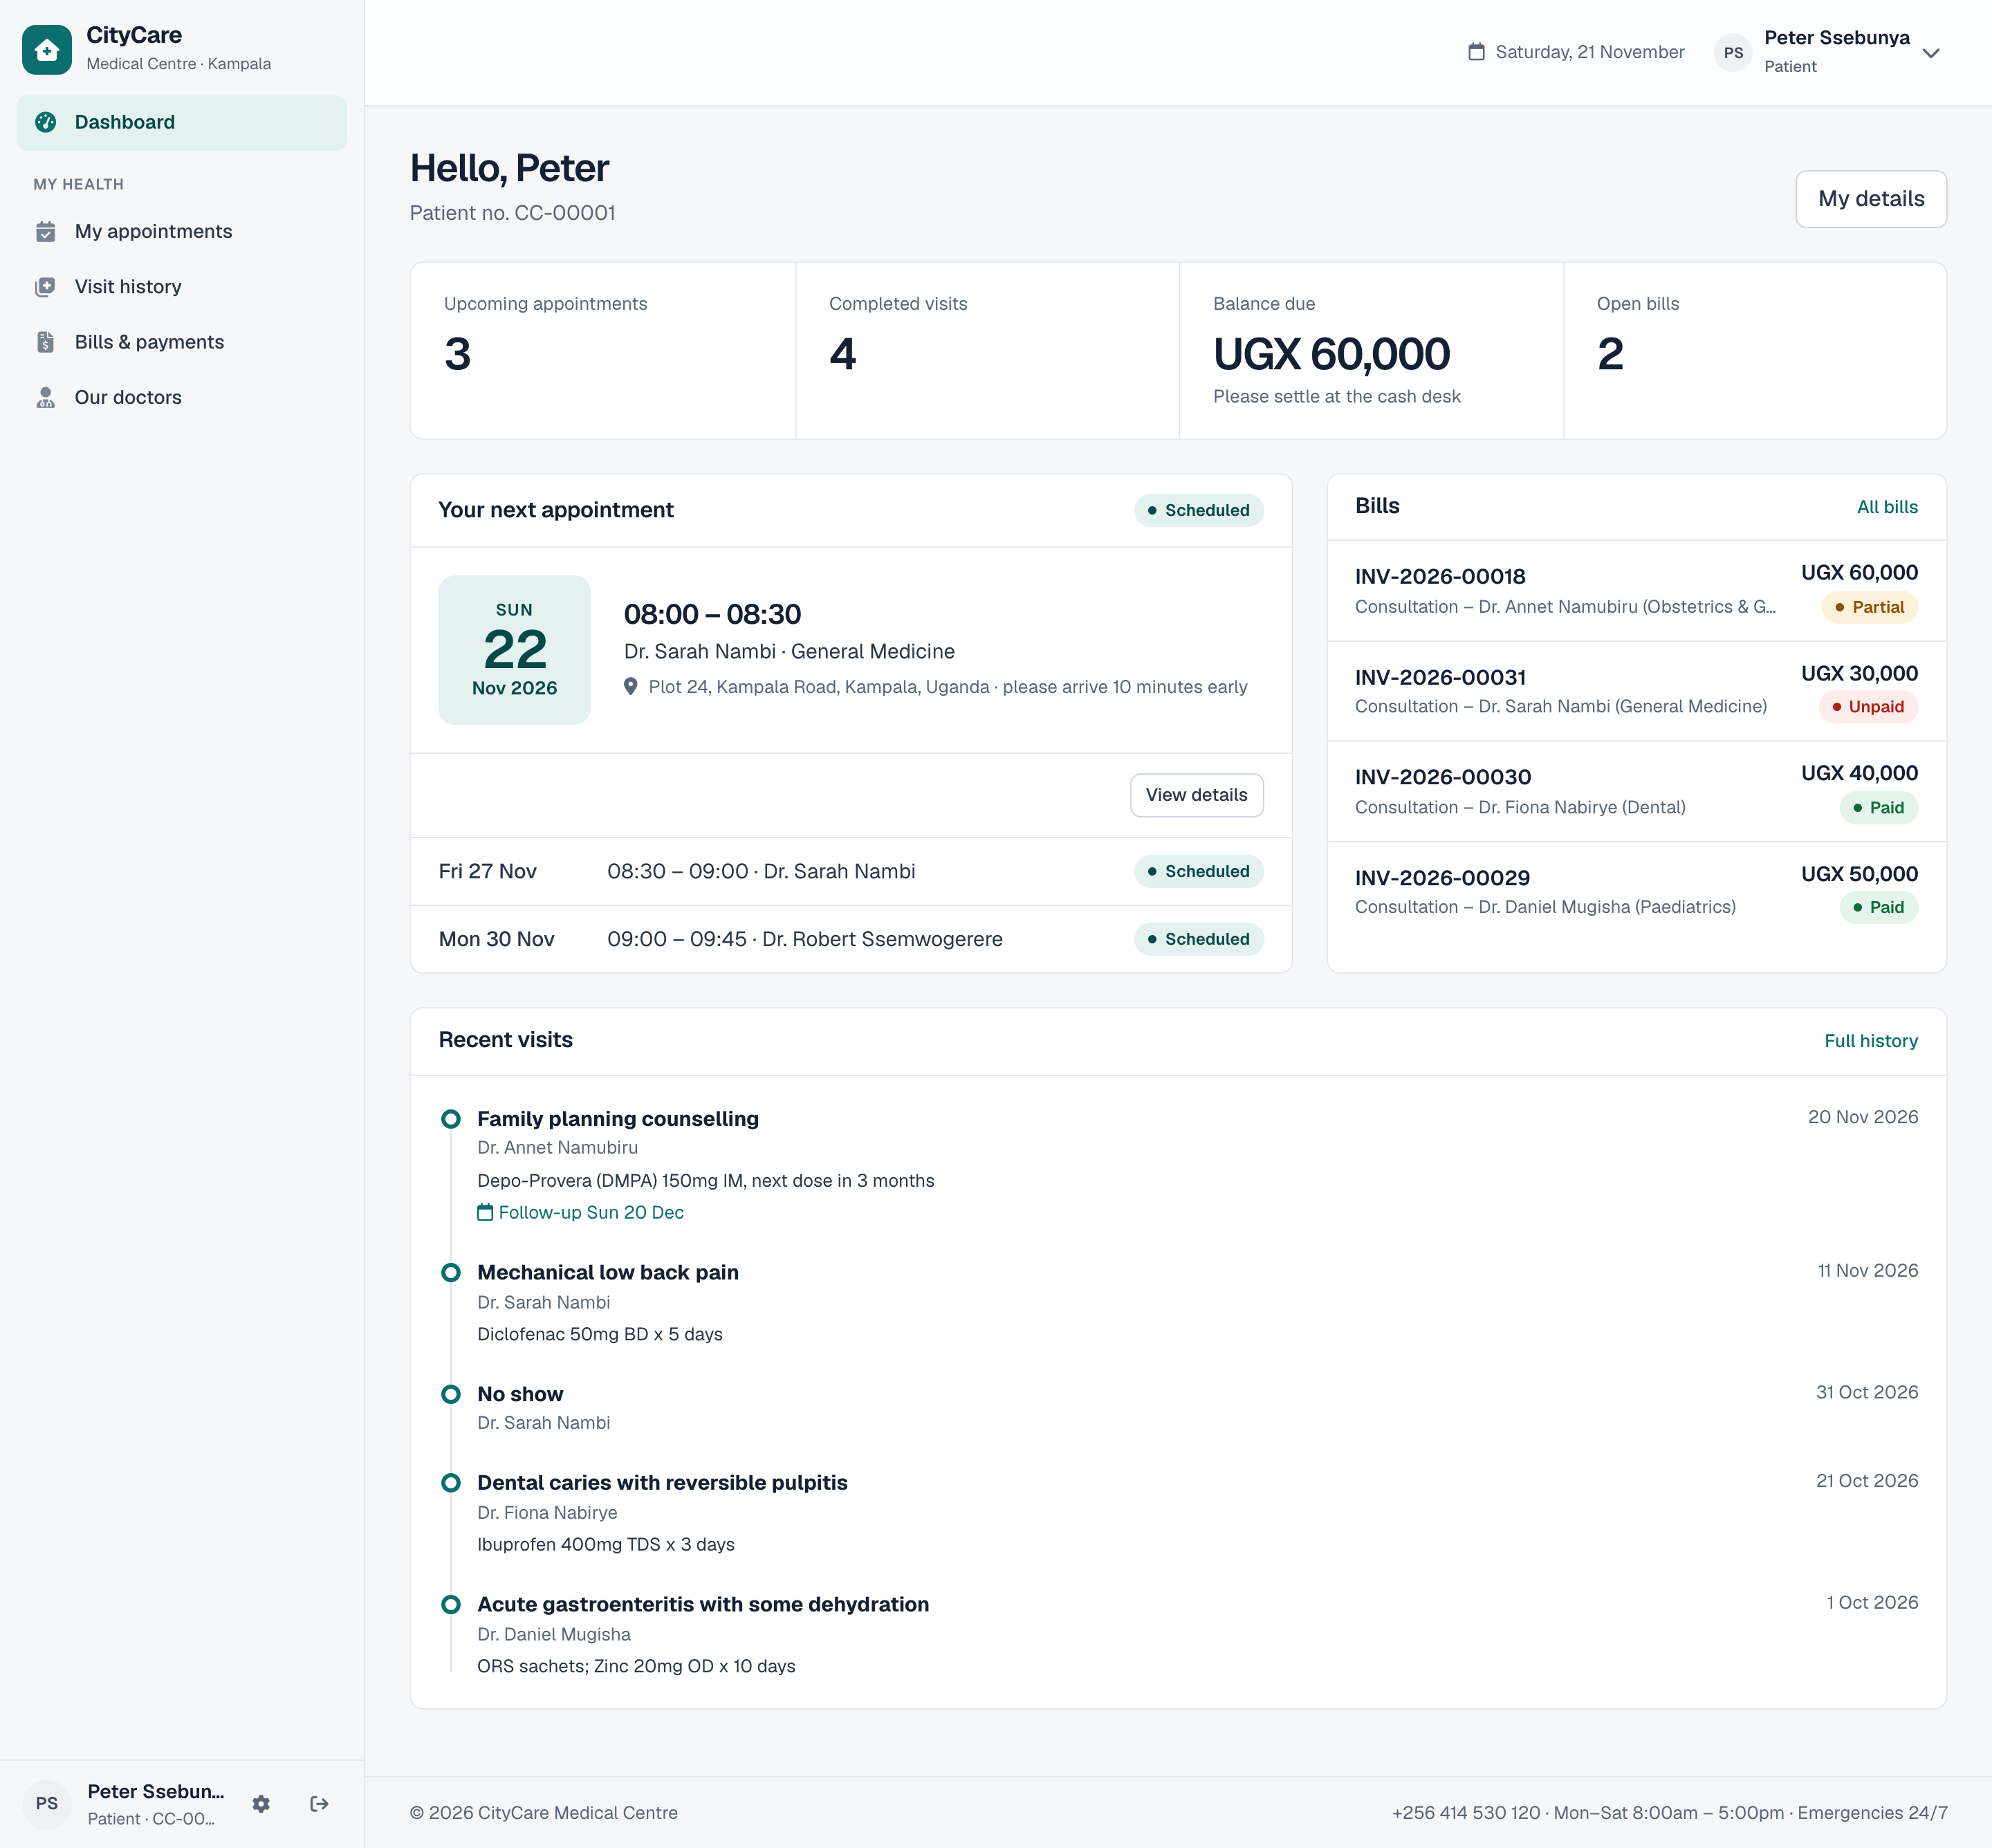 CityCare
Medical Centre · Kampala
Dashboard
MY HEALTH
My appointments
Visit history
Bills & payments
Our doctors
Peter Ssebun...
Patient · CC-00...
Saturday, 21 November
PS
Peter Ssebunya
Patient
Hello, Peter
Patient no. CC-00001
My details
Upcoming appointments
3
Completed visits
4
Balance due
UGX 60,000
Please settle at the cash desk
Open bills
2
Your next appointment
Scheduled
SUN
22
Nov 2026
08:00 – 08:30
Dr. Sarah Nambi · General Medicine
Plot 24, Kampala Road, Kampala, Uganda · please arrive 10 minutes early
View details
Fri 27 Nov
08:30 – 09:00 · Dr. Sarah Nambi
Scheduled
Mon 30 Nov
09:00 – 09:45 · Dr. Robert Ssemwogerere
Scheduled
Bills
All bills
INV-2026-00018
UGX 60,000
Consultation – Dr. Annet Namubiru (Obstetrics & G...
Partial
INV-2026-00031
UGX 30,000
Consultation – Dr. Sarah Nambi (General Medicine)
Unpaid
INV-2026-00030
UGX 40,000
Consultation – Dr. Fiona Nabirye (Dental)
Paid
INV-2026-00029
UGX 50,000
Consultation – Dr. Daniel Mugisha (Paediatrics)
Paid
Recent visits
Full history
Family planning counselling
20 Nov 2026
Dr. Annet Namubiru
Depo-Provera (DMPA) 150mg IM, next dose in 3 months
Follow-up Sun 20 Dec
Mechanical low back pain
11 Nov 2026
Dr. Sarah Nambi
Diclofenac 50mg BD x 5 days
No show
31 Oct 2026
Dr. Sarah Nambi
Dental caries with reversible pulpitis
21 Oct 2026
Dr. Fiona Nabirye
Ibuprofen 400mg TDS x 3 days
Acute gastroenteritis with some dehydration
1 Oct 2026
Dr. Daniel Mugisha
ORS sachets; Zinc 20mg OD x 10 days
PS
© 2026 CityCare Medical Centre
+256 414 530 120 · Mon–Sat 8:00am – 5:00pm · Emergencies 24/7